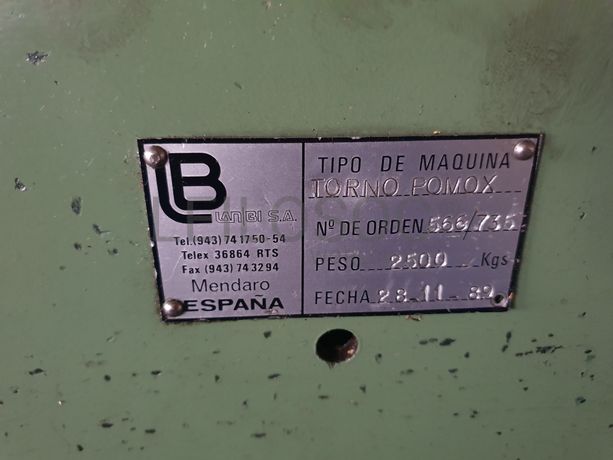 LB
LANBI S.A.
Tel.(943) 741750-54
Telex 36864 RTS
Fax (943) 743294
Mendaro
ESPAÑA
TIPO DE MAQUINA
TORNO POMOX
Nº DE ORDEN 566/735
PESO 2500 Kgs
FECHA 28-11-89